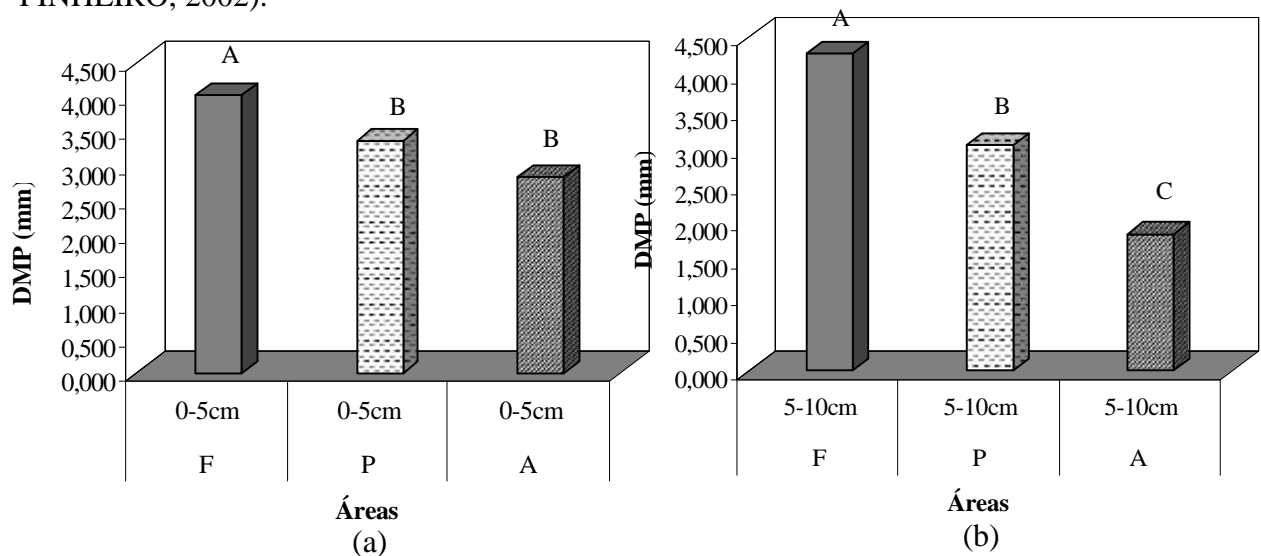 PINHEIRO, 2002).
A
B
B
4,500
4,000
3,500
3,000
2,500
2,000
1,500
1,000
0,500
0,000
DMP (mm)
0-5cm 0-5cm 0-5cm
F P A
Áreas
(a)
A
B
C
4,500
4,000
3,500
3,000
2,500
2,000
1,500
1,000
0,500
0,000
DMP (mm)
5-10cm 5-10cm 5-10cm
F P A
Áreas
(b)